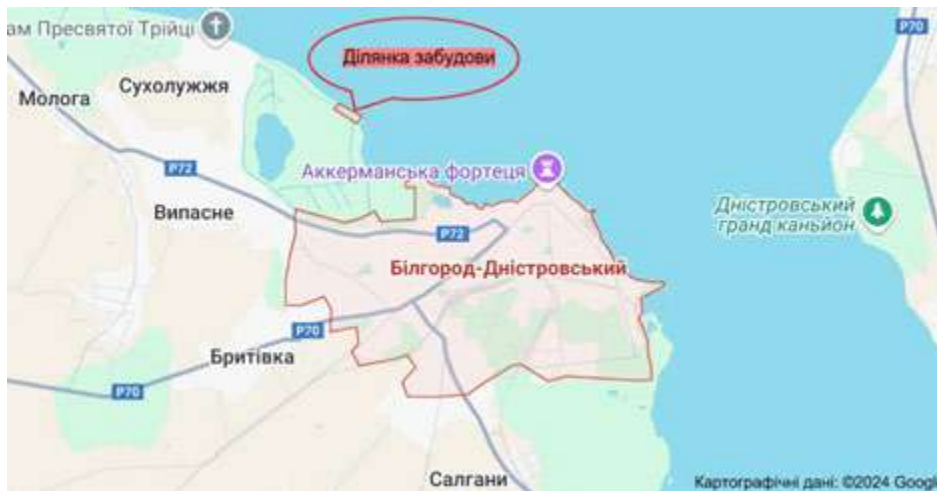 ам Пресвятої Трійці
P70
Ділянка забудови
Сухолужжя
Молога
P72
Аккерманська фортеця
Випасне
P72
Дністровський
гранд каньйон
Білгород-Дністровський
P70
Бритівка
P70
Салгани
Картографічні дані: ©2024 Googl